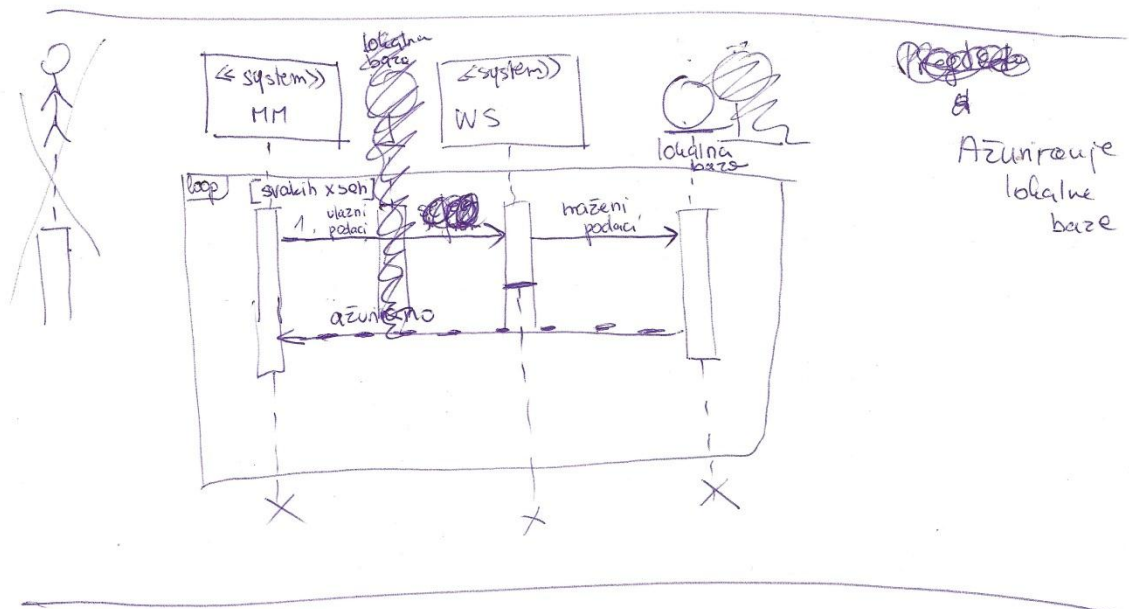 lokalna
baza
<<system>>
MM
<<system>>
WS
lokalna
baza
Ažuriranje
lokalne
baze
loop
[svakih x sek]
1. ulazni
podaci
traženi
podaci
ažurirano